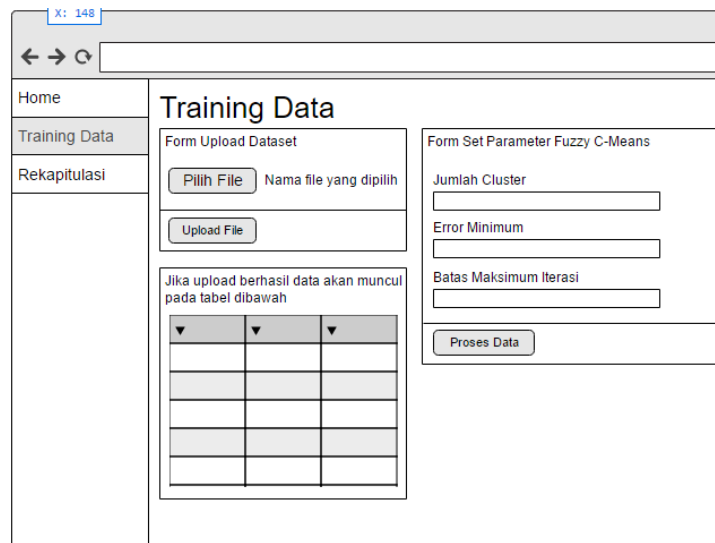 X: 148
Home
Training Data
Rekapitulasi
Training Data
Form Upload Dataset
Pilih File
Nama file yang dipilih
Upload File
Jika upload berhasil data akan muncul
pada tabel dibawah
Form Set Parameter Fuzzy C-Means
Jumlah Cluster
Error Minimum
Batas Maksimum Iterasi
Proses Data